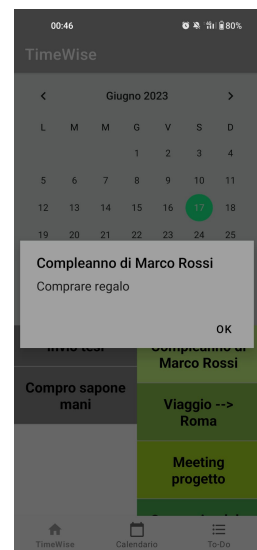 00:46
80%
TimeWise
Giugno 2023
L M M G V S D
1 2 3 4
5 6 7 8 9 10 11
12 13 14 15 16 17 18
19 20 21 22 23 24 25
Compleanno di Marco Rossi
Comprare regalo
OK
Invio tesi
Compleanno di
Marco Rossi
Compro sapone
mani
Viaggio -->
Roma
Meeting
progetto
TimeWise Calendario To-Do